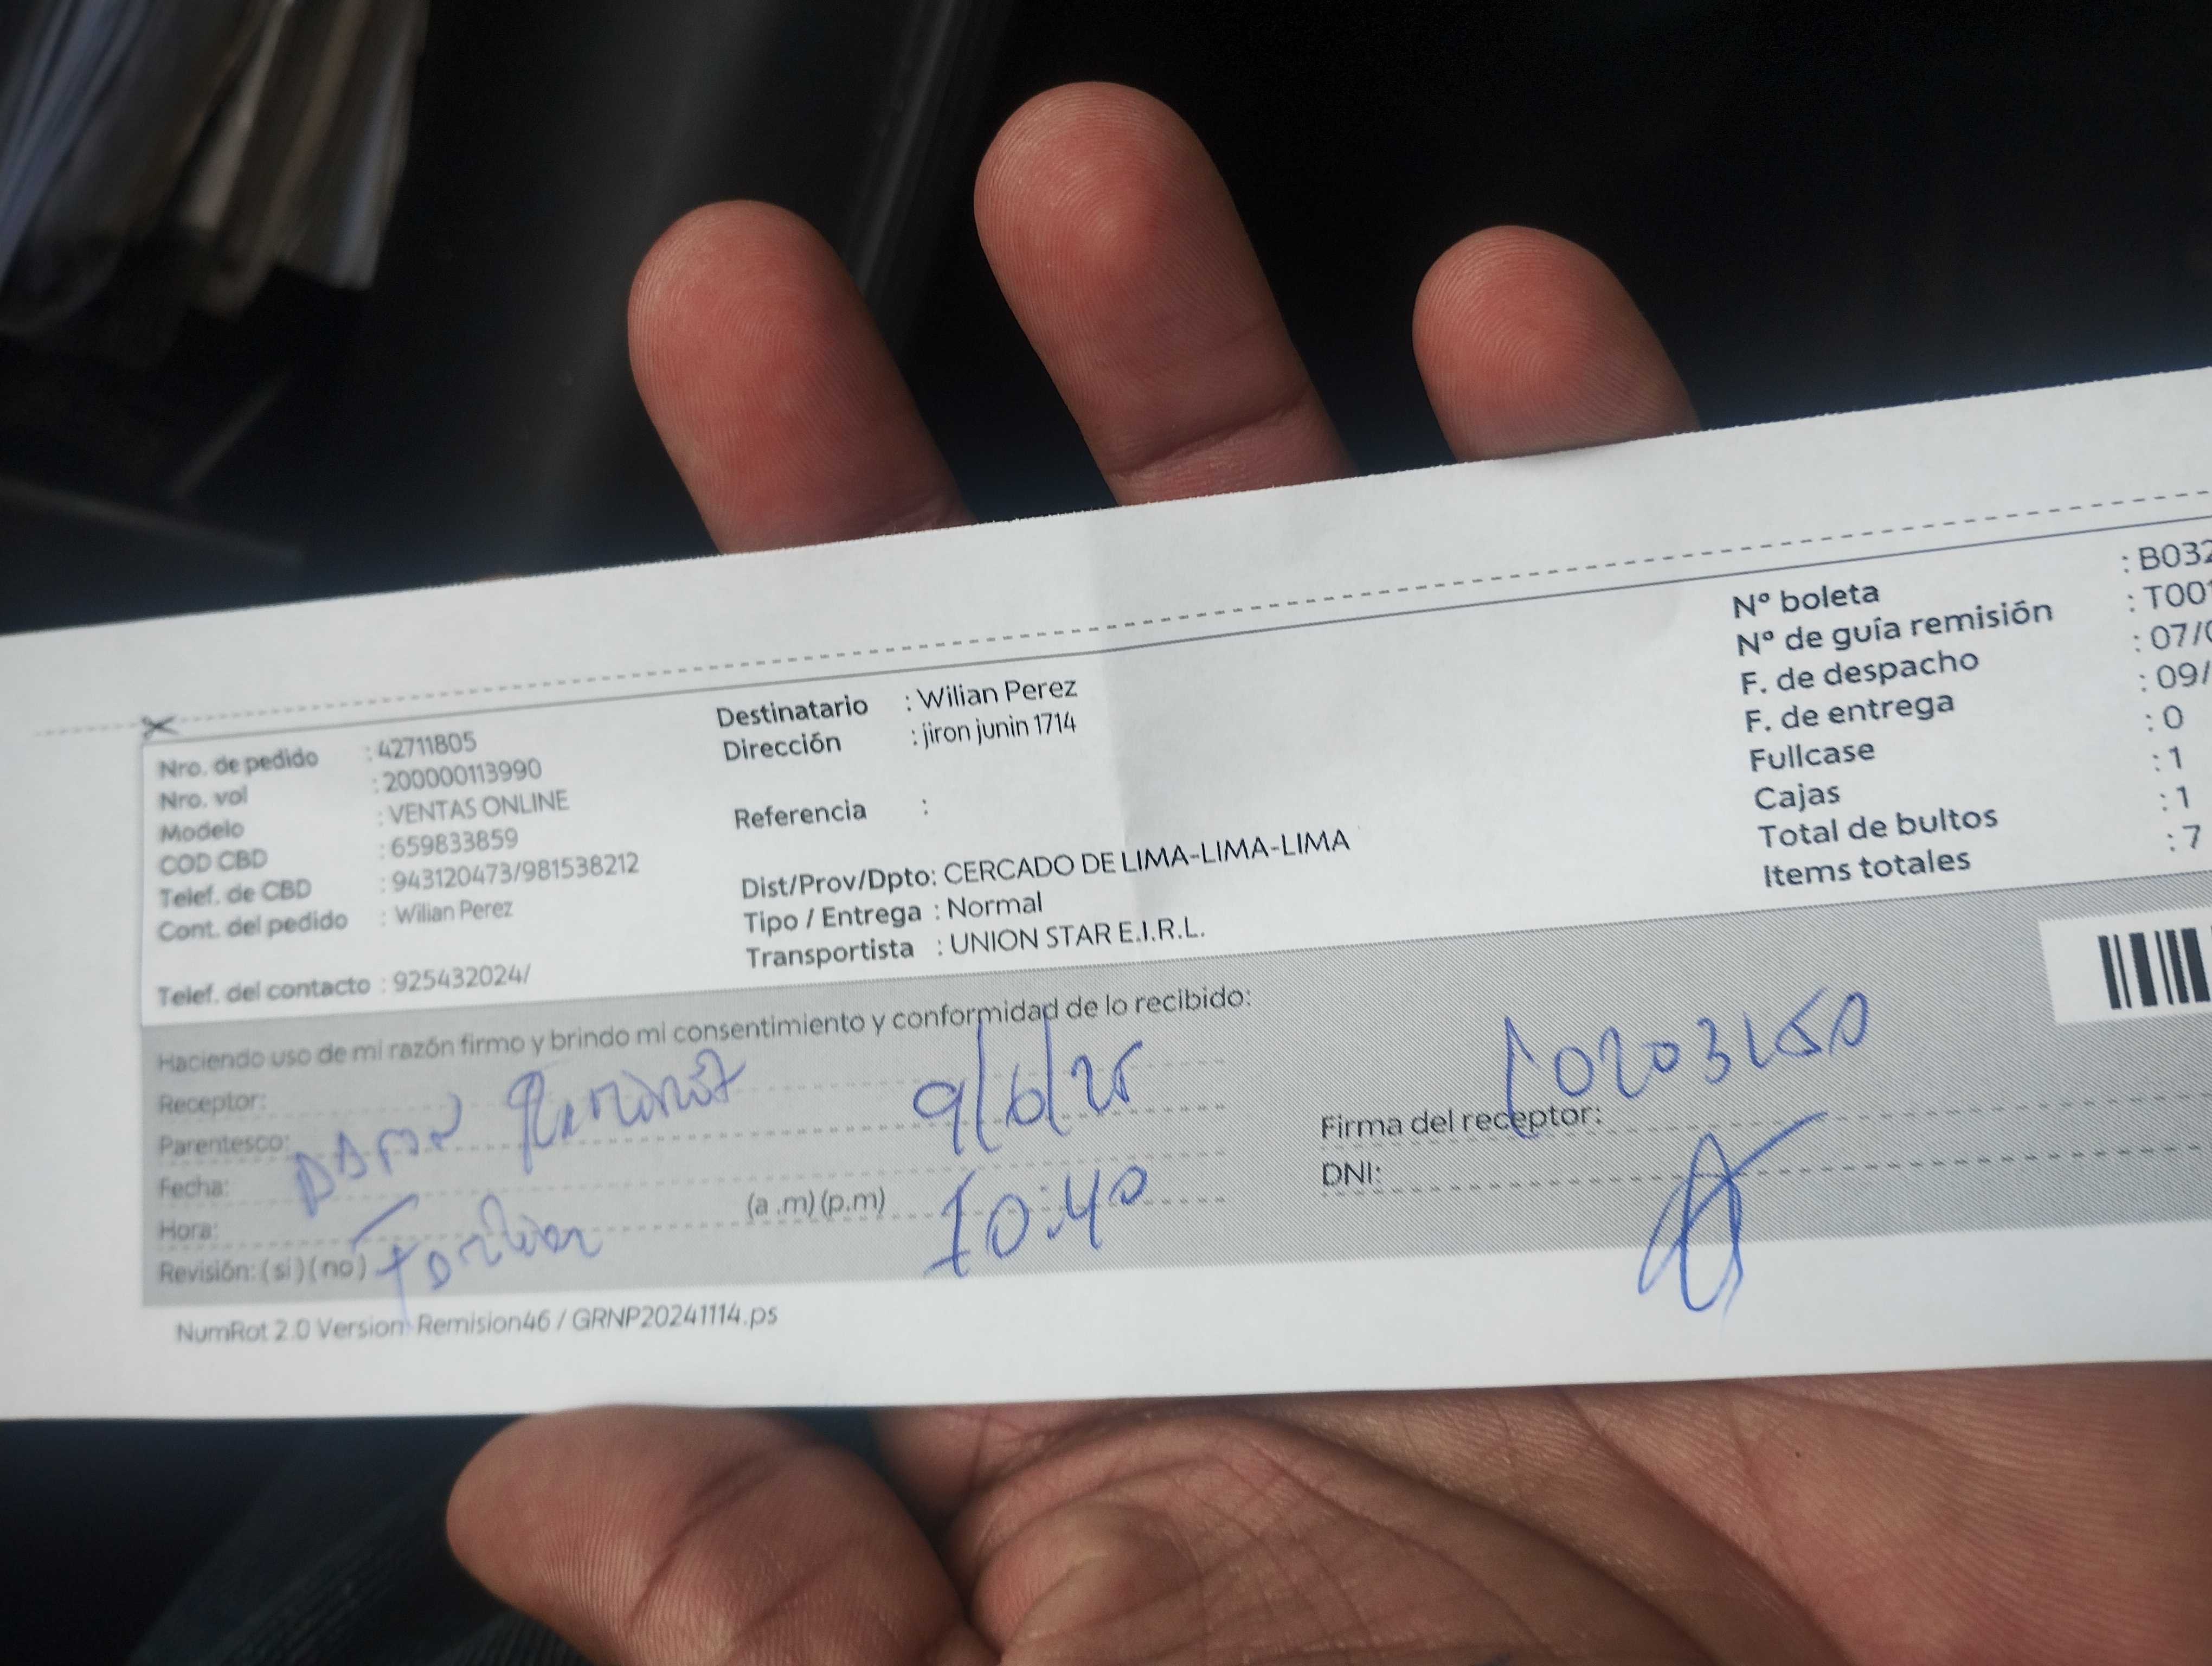 Nro. de pedido : 42711805
Nro. vol : 200000113990
Modelo : VENTAS ONLINE
COD CBD : 659833859
Telef. de CBD : 943120473/981538212
Cont. del pedido : Wilian Perez
Telef. del contacto : 925432024/
Destinatario : Wilian Perez
Dirección : jiron junin 1714
Referencia :
Dist/Prov/Dpto: CERCADO DE LIMA-LIMA-LIMA
Tipo / Entrega : Normal
Transportista : UNION STAR E.I.R.L.
Nº boleta : B032
Nº de guía remisión : T001
F. de despacho : 07/0
F. de entrega : 09/
Fullcase : 0
Cajas : 1
Total de bultos : 1
Items totales : 7
Haciendo uso de mi razón firmo y brindo mi consentimiento y conformidad de lo recibido:
Receptor:
Parentesco:
Fecha: 9/6/25
Hora: (a .m)(p.m) 10:40
Revisión: (si)(no)
Firma del receptor:
DNI:
NumRot 2.0 Version: Remision46 / GRNP20241114.ps